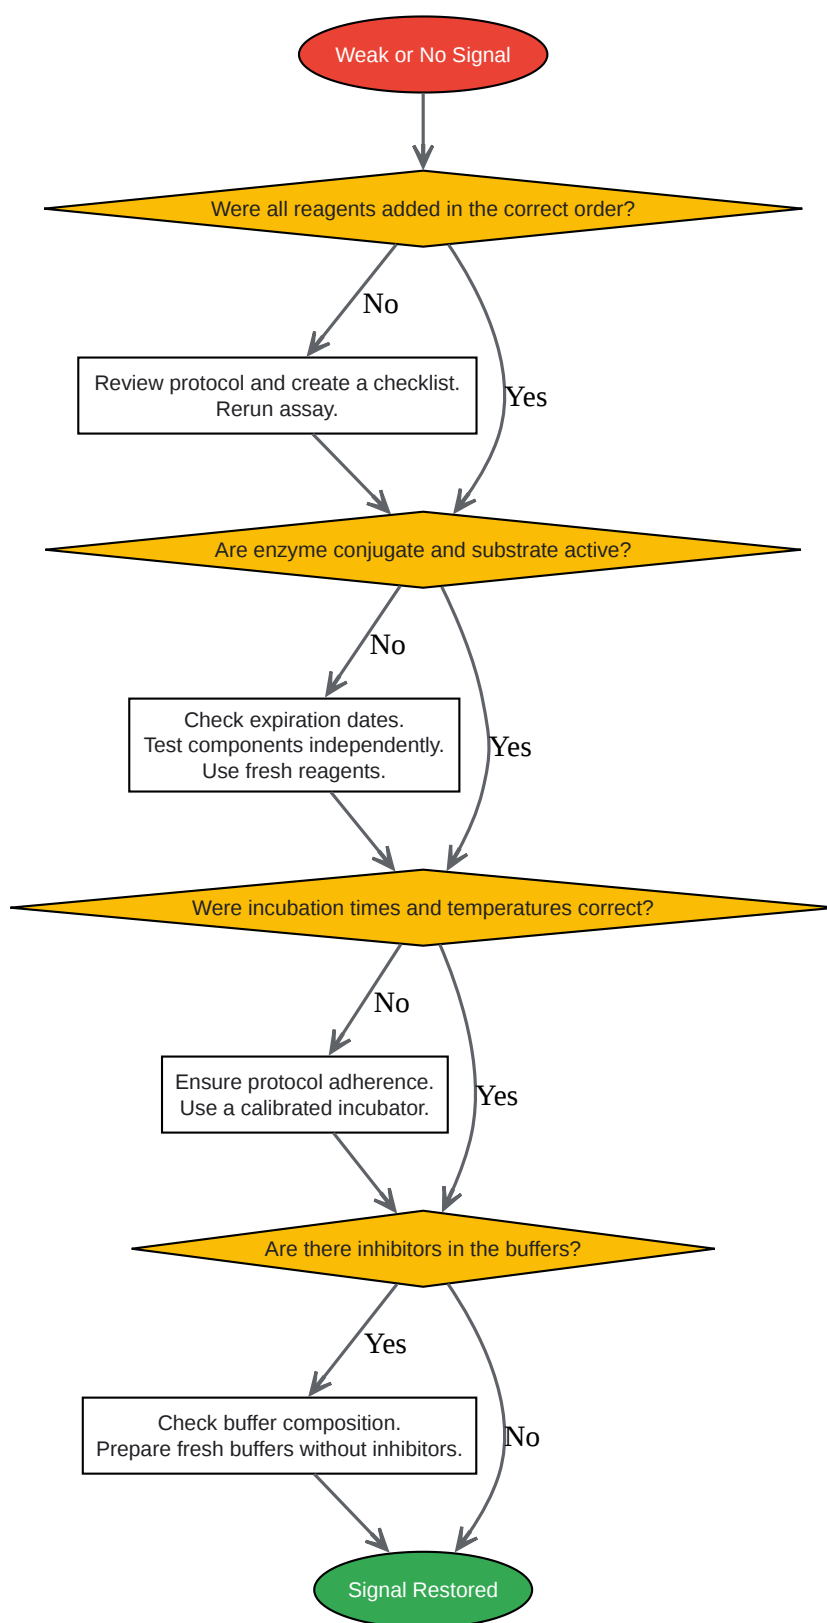 Weak or No Signal
Were all reagents added in the correct order?
No
Review protocol and create a checklist.
Rerun assay.
Yes
Are enzyme conjugate and substrate active?
No
Check expiration dates.
Test components independently.
Use fresh reagents.
Yes
Were incubation times and temperatures correct?
No
Ensure protocol adherence.
Use a calibrated incubator.
Yes
Are there inhibitors in the buffers?
Yes
Check buffer composition.
Prepare fresh buffers without inhibitors.
No
Signal Restored